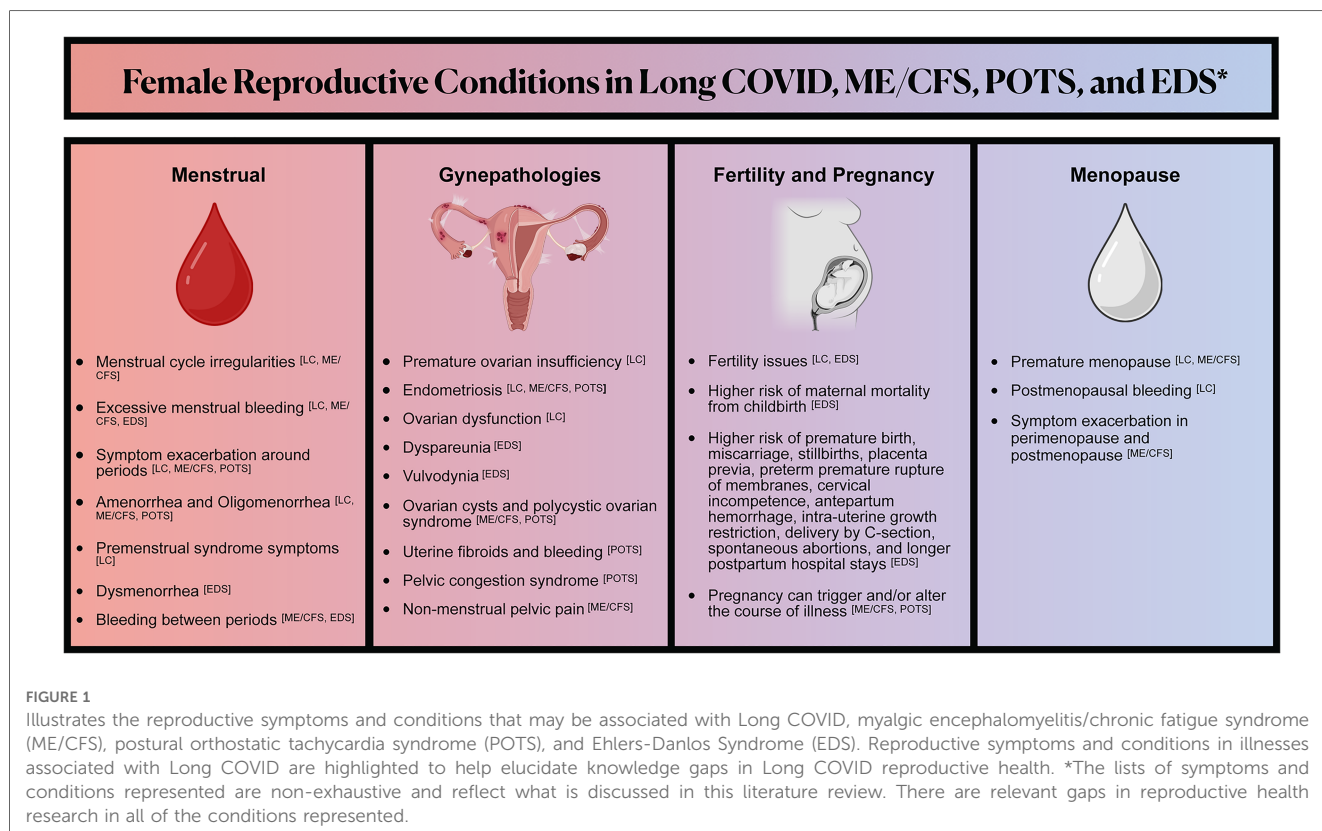 Female Reproductive Conditions in Long COVID, ME/CFS, POTS, and EDS*
Menstrual
• Menstrual cycle irregularities [LC, ME/
CFS]
• Excessive menstrual bleeding [LC, ME/
CFS, EDS]
• Symptom exacerbation around
periods [LC, ME/CFS, POTS]
• Amenorrhea and Oligomenorrhea [LC,
ME/CFS, POTS]
• Premenstrual syndrome symptoms
[LC]
• Dysmenorrhea [EDS]
• Bleeding between periods [ME/CFS, EDS]
Gynepathologies
• Premature ovarian insufficiency [LC]
• Endometriosis [LC, ME/CFS, POTS]
• Ovarian dysfunction [LC]
• Dyspareunia [EDS]
• Vulvodynia [EDS]
• Ovarian cysts and polycystic ovarian
syndrome [ME/CFS, POTS]
• Uterine fibroids and bleeding [POTS]
• Pelvic congestion syndrome [POTS]
• Non-menstrual pelvic pain [ME/CFS]
Fertility and Pregnancy
• Fertility issues [LC, EDS]
• Higher risk of maternal mortality
from childbirth [EDS]
• Higher risk of premature birth,
miscarriage, stillbirths, placenta
previa, preterm premature rupture
of membranes, cervical
incompetence, antepartum
hemorrhage, intra-uterine growth
restriction, delivery by C-section,
spontaneous abortions, and longer
postpartum hospital stays [EDS]
• Pregnancy can trigger and/or alter
the course of illness [ME/CFS, POTS]
Menopause
• Premature menopause [LC, ME/CFS]
• Postmenopausal bleeding [LC]
• Symptom exacerbation in
perimenopause and
postmenopause [ME/CFS]
FIGURE 1
Illustrates the reproductive symptoms and conditions that may be associated with Long COVID, myalgic encephalomyelitis/chronic fatigue syndrome
(ME/CFS), postural orthostatic tachycardia syndrome (POTS), and Ehlers-Danlos Syndrome (EDS). Reproductive symptoms and conditions in illnesses
associated with Long COVID are highlighted to help elucidate knowledge gaps in Long COVID reproductive health. *The lists of symptoms and
conditions represented are non-exhaustive and reflect what is discussed in this literature review. There are relevant gaps in reproductive health
research in all of the conditions represented.